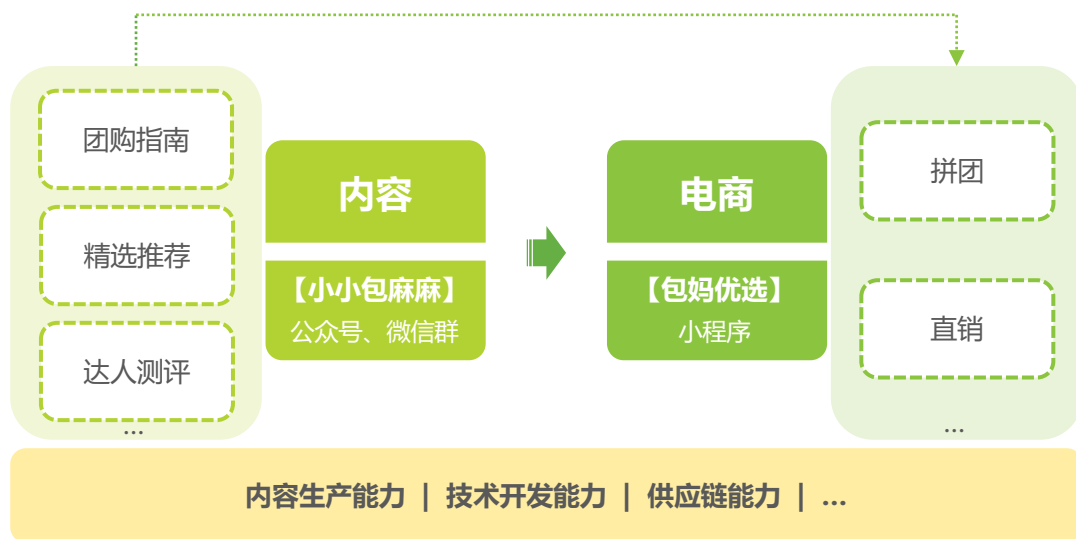 团购指南
精选推荐
达人测评
...
内容
【小小包麻麻】
公众号、微信群
电商
【包妈优选】
小程序
拼团
直销
...
内容生产能力 | 技术开发能力 | 供应链能力 | ...